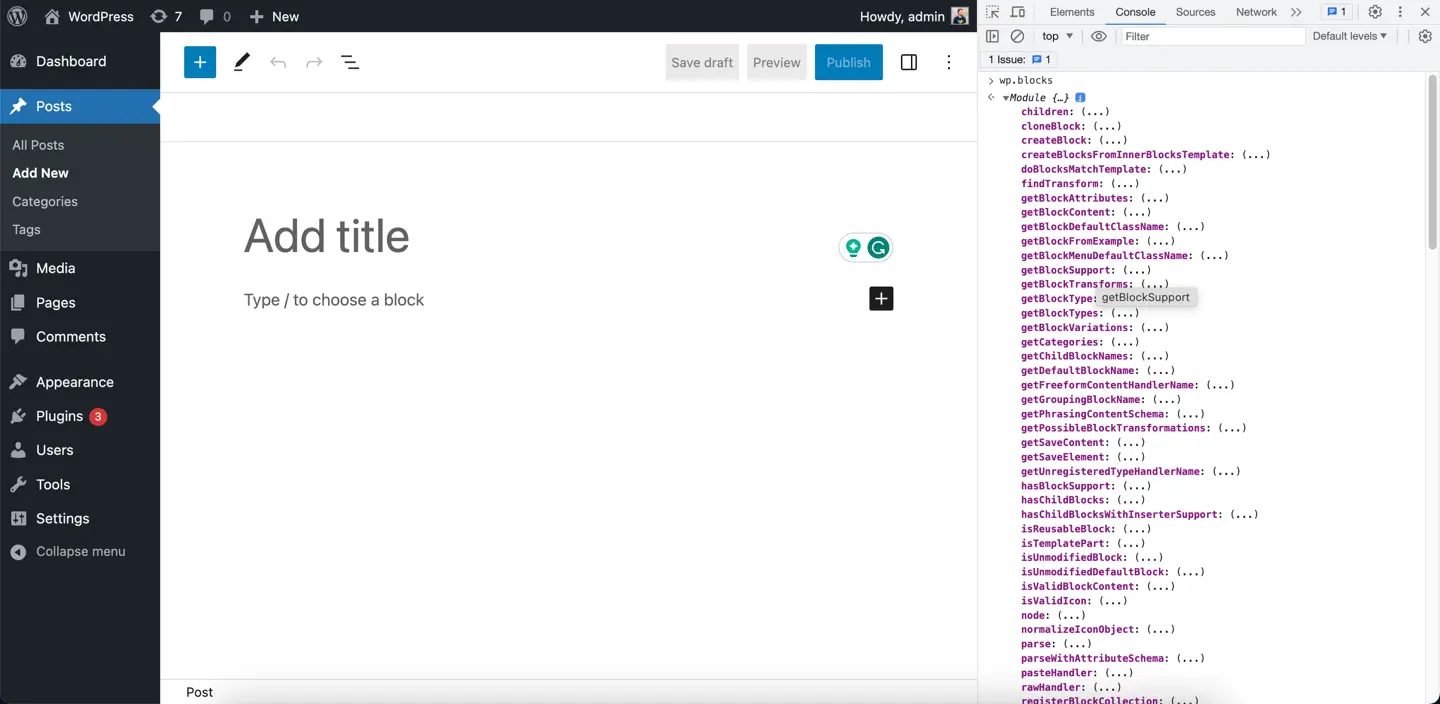 WordPress 7 0 New Howdy, admin
Dashboard
Posts
All Posts
Add New
Categories
Tags
Media
Pages
Comments
Appearance
Plugins 3
Users
Tools
Settings
Collapse menu
Save draft Preview Publish
Add title
Type / to choose a block
Post
Elements Console Sources Network 1
top Filter Default levels
1 Issue: 1
wp.blocks
Module {…} i
children: (...)
cloneBlock: (...)
createBlock: (...)
createBlocksFromInnerBlocksTemplate: (...)
doBlocksMatchTemplate: (...)
findTransform: (...)
getBlockAttributes: (...)
getBlockContent: (...)
getBlockDefaultClassName: (...)
getBlockFromExample: (...)
getBlockMenuDefaultClassName: (...)
getBlockSupport: (...)
getBlockTransforms: (...)
getBlockType:
getBlockSupport
getBlockTypes: (...)
getBlockVariations: (...)
getCategories: (...)
getChildBlockNames: (...)
getDefaultBlockName: (...)
getFreeformContentHandlerName: (...)
getGroupingBlockName: (...)
getPhrasingContentSchema: (...)
getPossibleBlockTransformations: (...)
getSaveContent: (...)
getSaveElement: (...)
getUnregisteredTypeHandlerName: (...)
hasBlockSupport: (...)
hasChildBlocks: (...)
hasChildBlocksWithInserterSupport: (...)
isReusableBlock: (...)
isTemplatePart: (...)
isUnmodifiedBlock: (...)
isUnmodifiedDefaultBlock: (...)
isValidBlockContent: (...)
isValidIcon: (...)
node: (...)
normalizeIconObject: (...)
parse: (...)
parseWithAttributeSchema: (...)
pasteHandler: (...)
rawHandler: (...)
registerBlockCollection: (...)